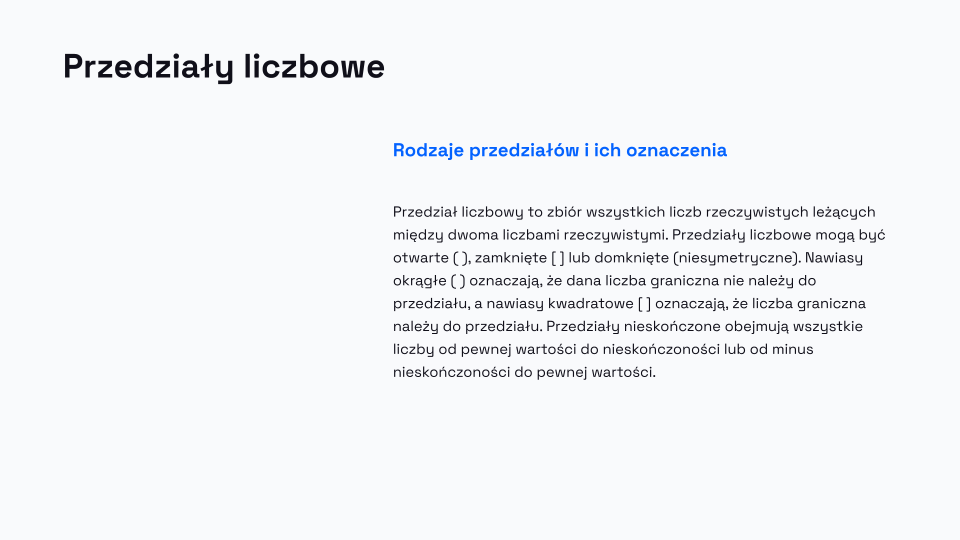 Przedziały liczbowe
Rodzaje przedziałów i ich oznaczenia
Przedział liczbowy to zbiór wszystkich liczb rzeczywistych leżących
między dwoma liczbami rzeczywistymi. Przedziały liczbowe mogą być
otwarte ( ), zamknięte [ ] lub domknięte (niesymetryczne). Nawiasy
okrągłe ( ) oznaczają, że dana liczba graniczna nie należy do
przedziału, a nawiasy kwadratowe [ ] oznaczają, że liczba graniczna
należy do przedziału. Przedziały nieskończone obejmują wszystkie
liczby od pewnej wartości do nieskończoności lub od minus
nieskończoności do pewnej wartości.